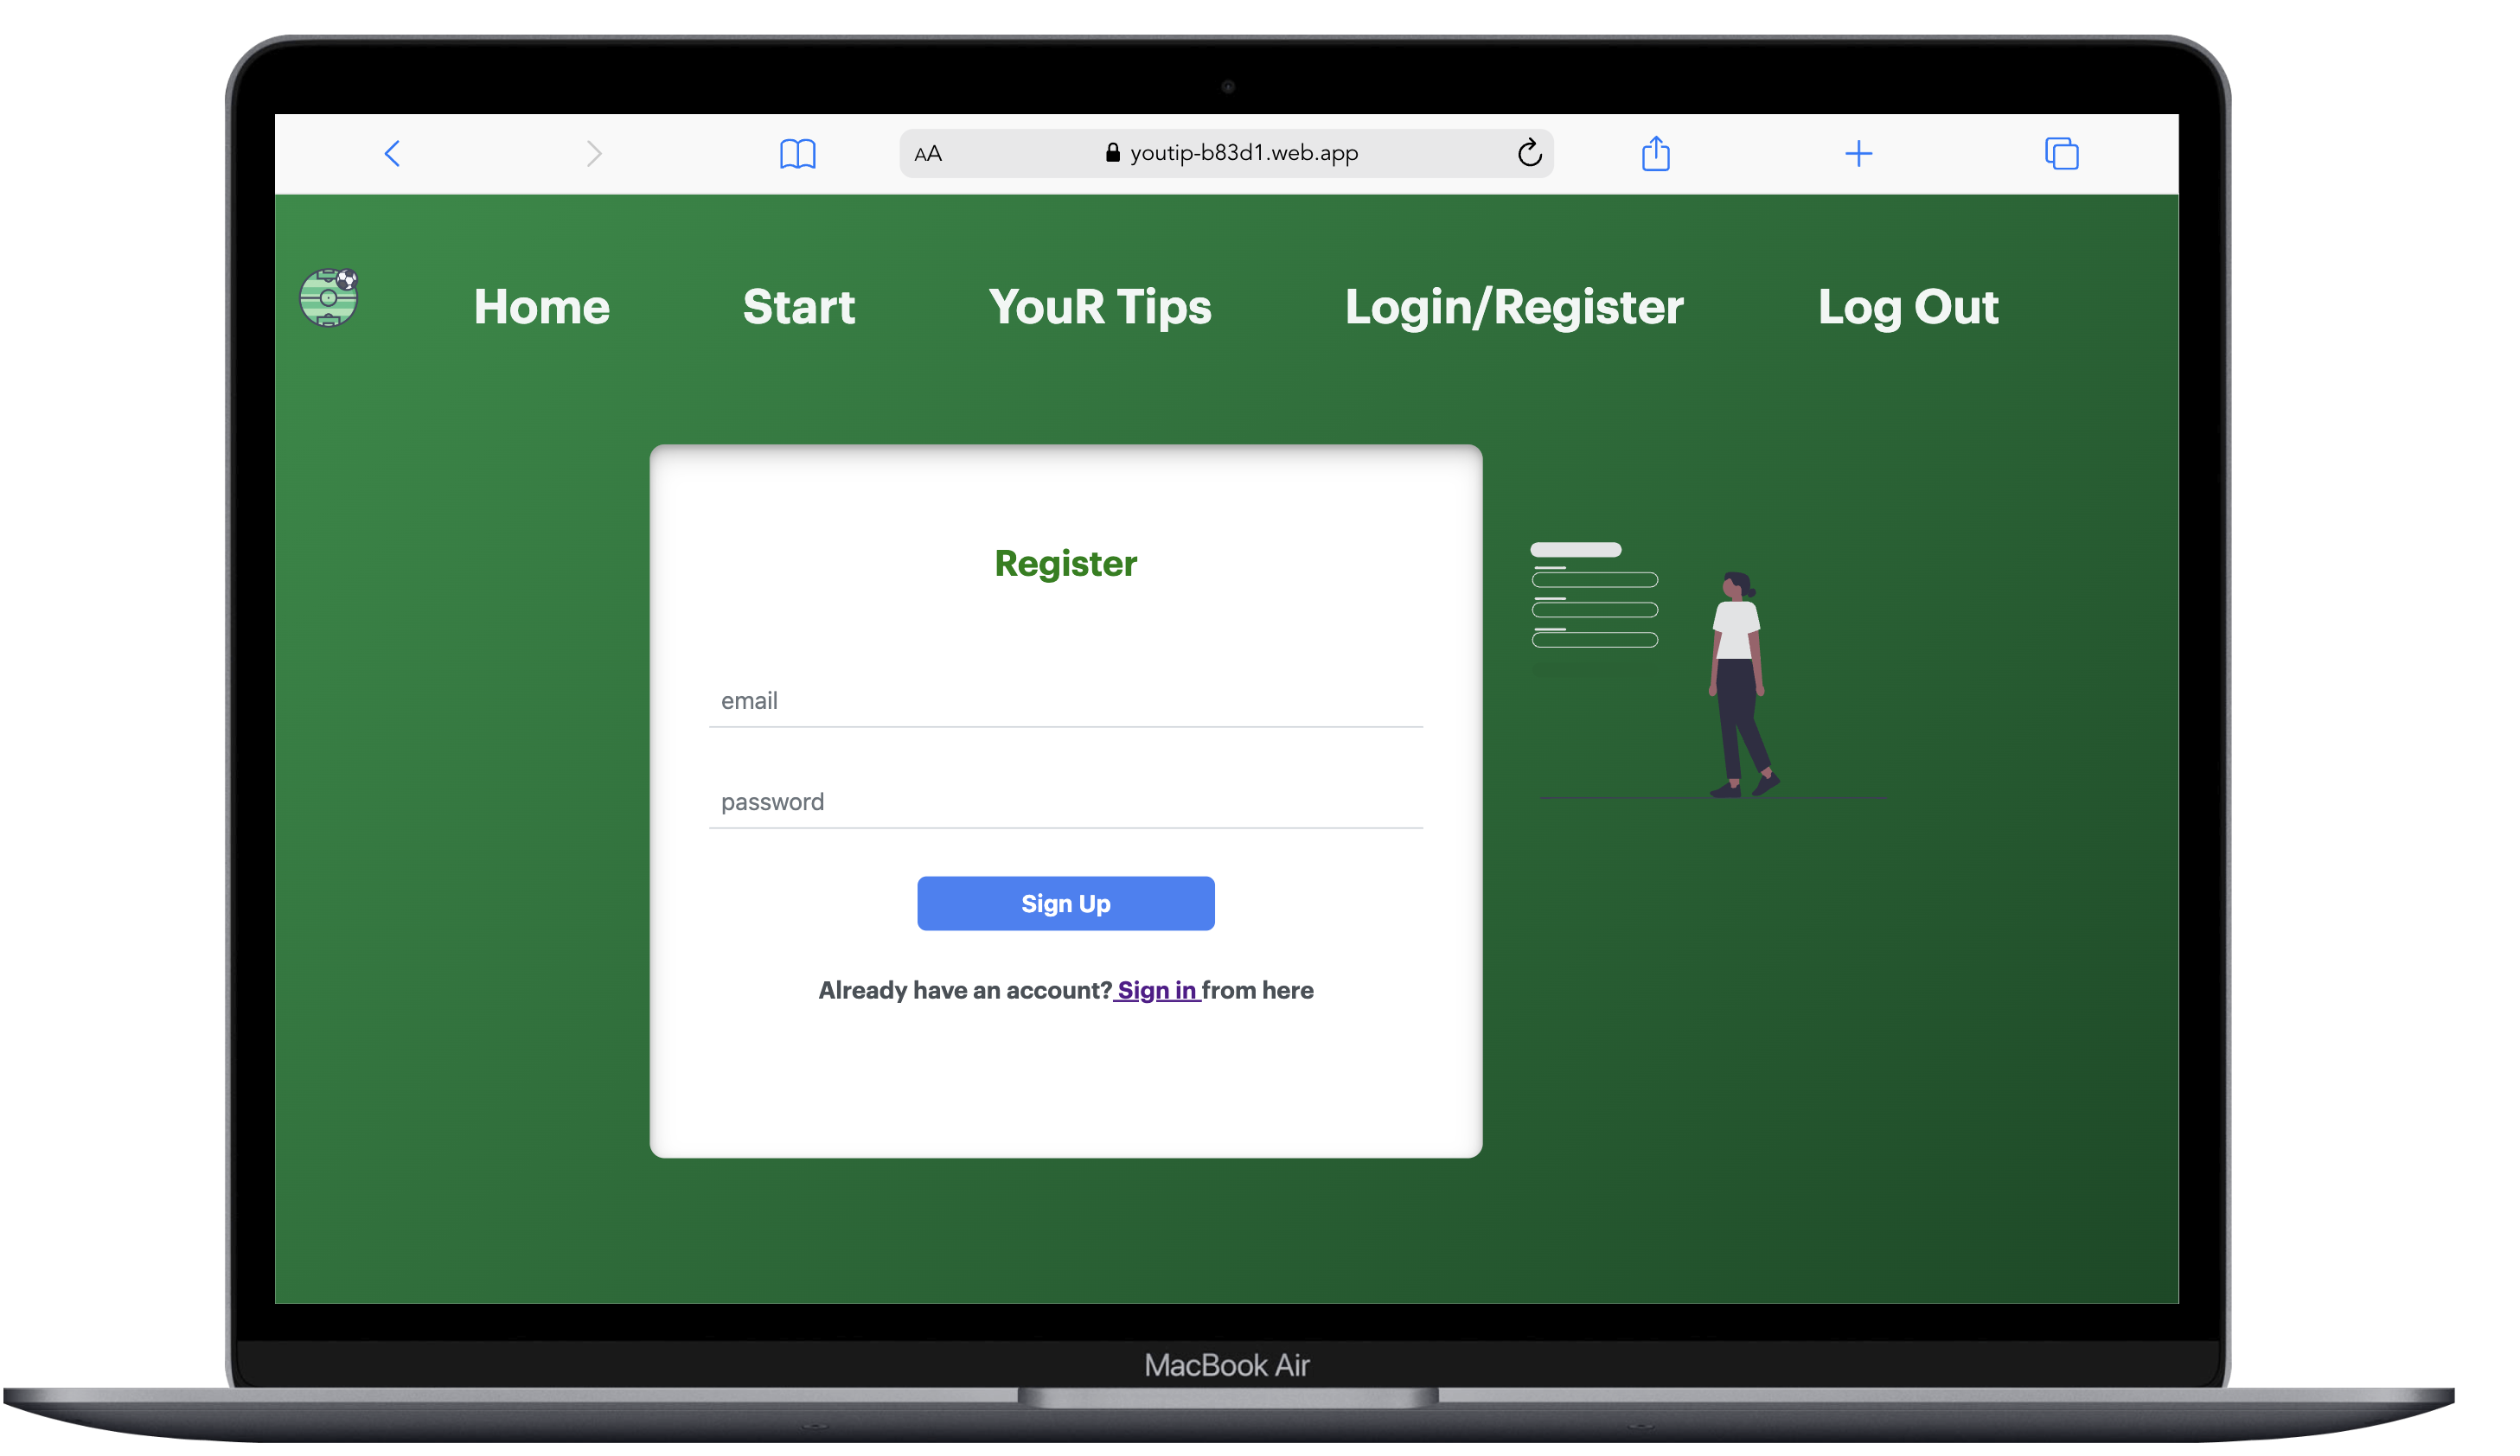 AA youtip-b83d1.web.app
Home Start YouR Tips Login/Register Log Out
Register
email
password
Sign Up
Already have an account? Sign in from here
MacBook Air